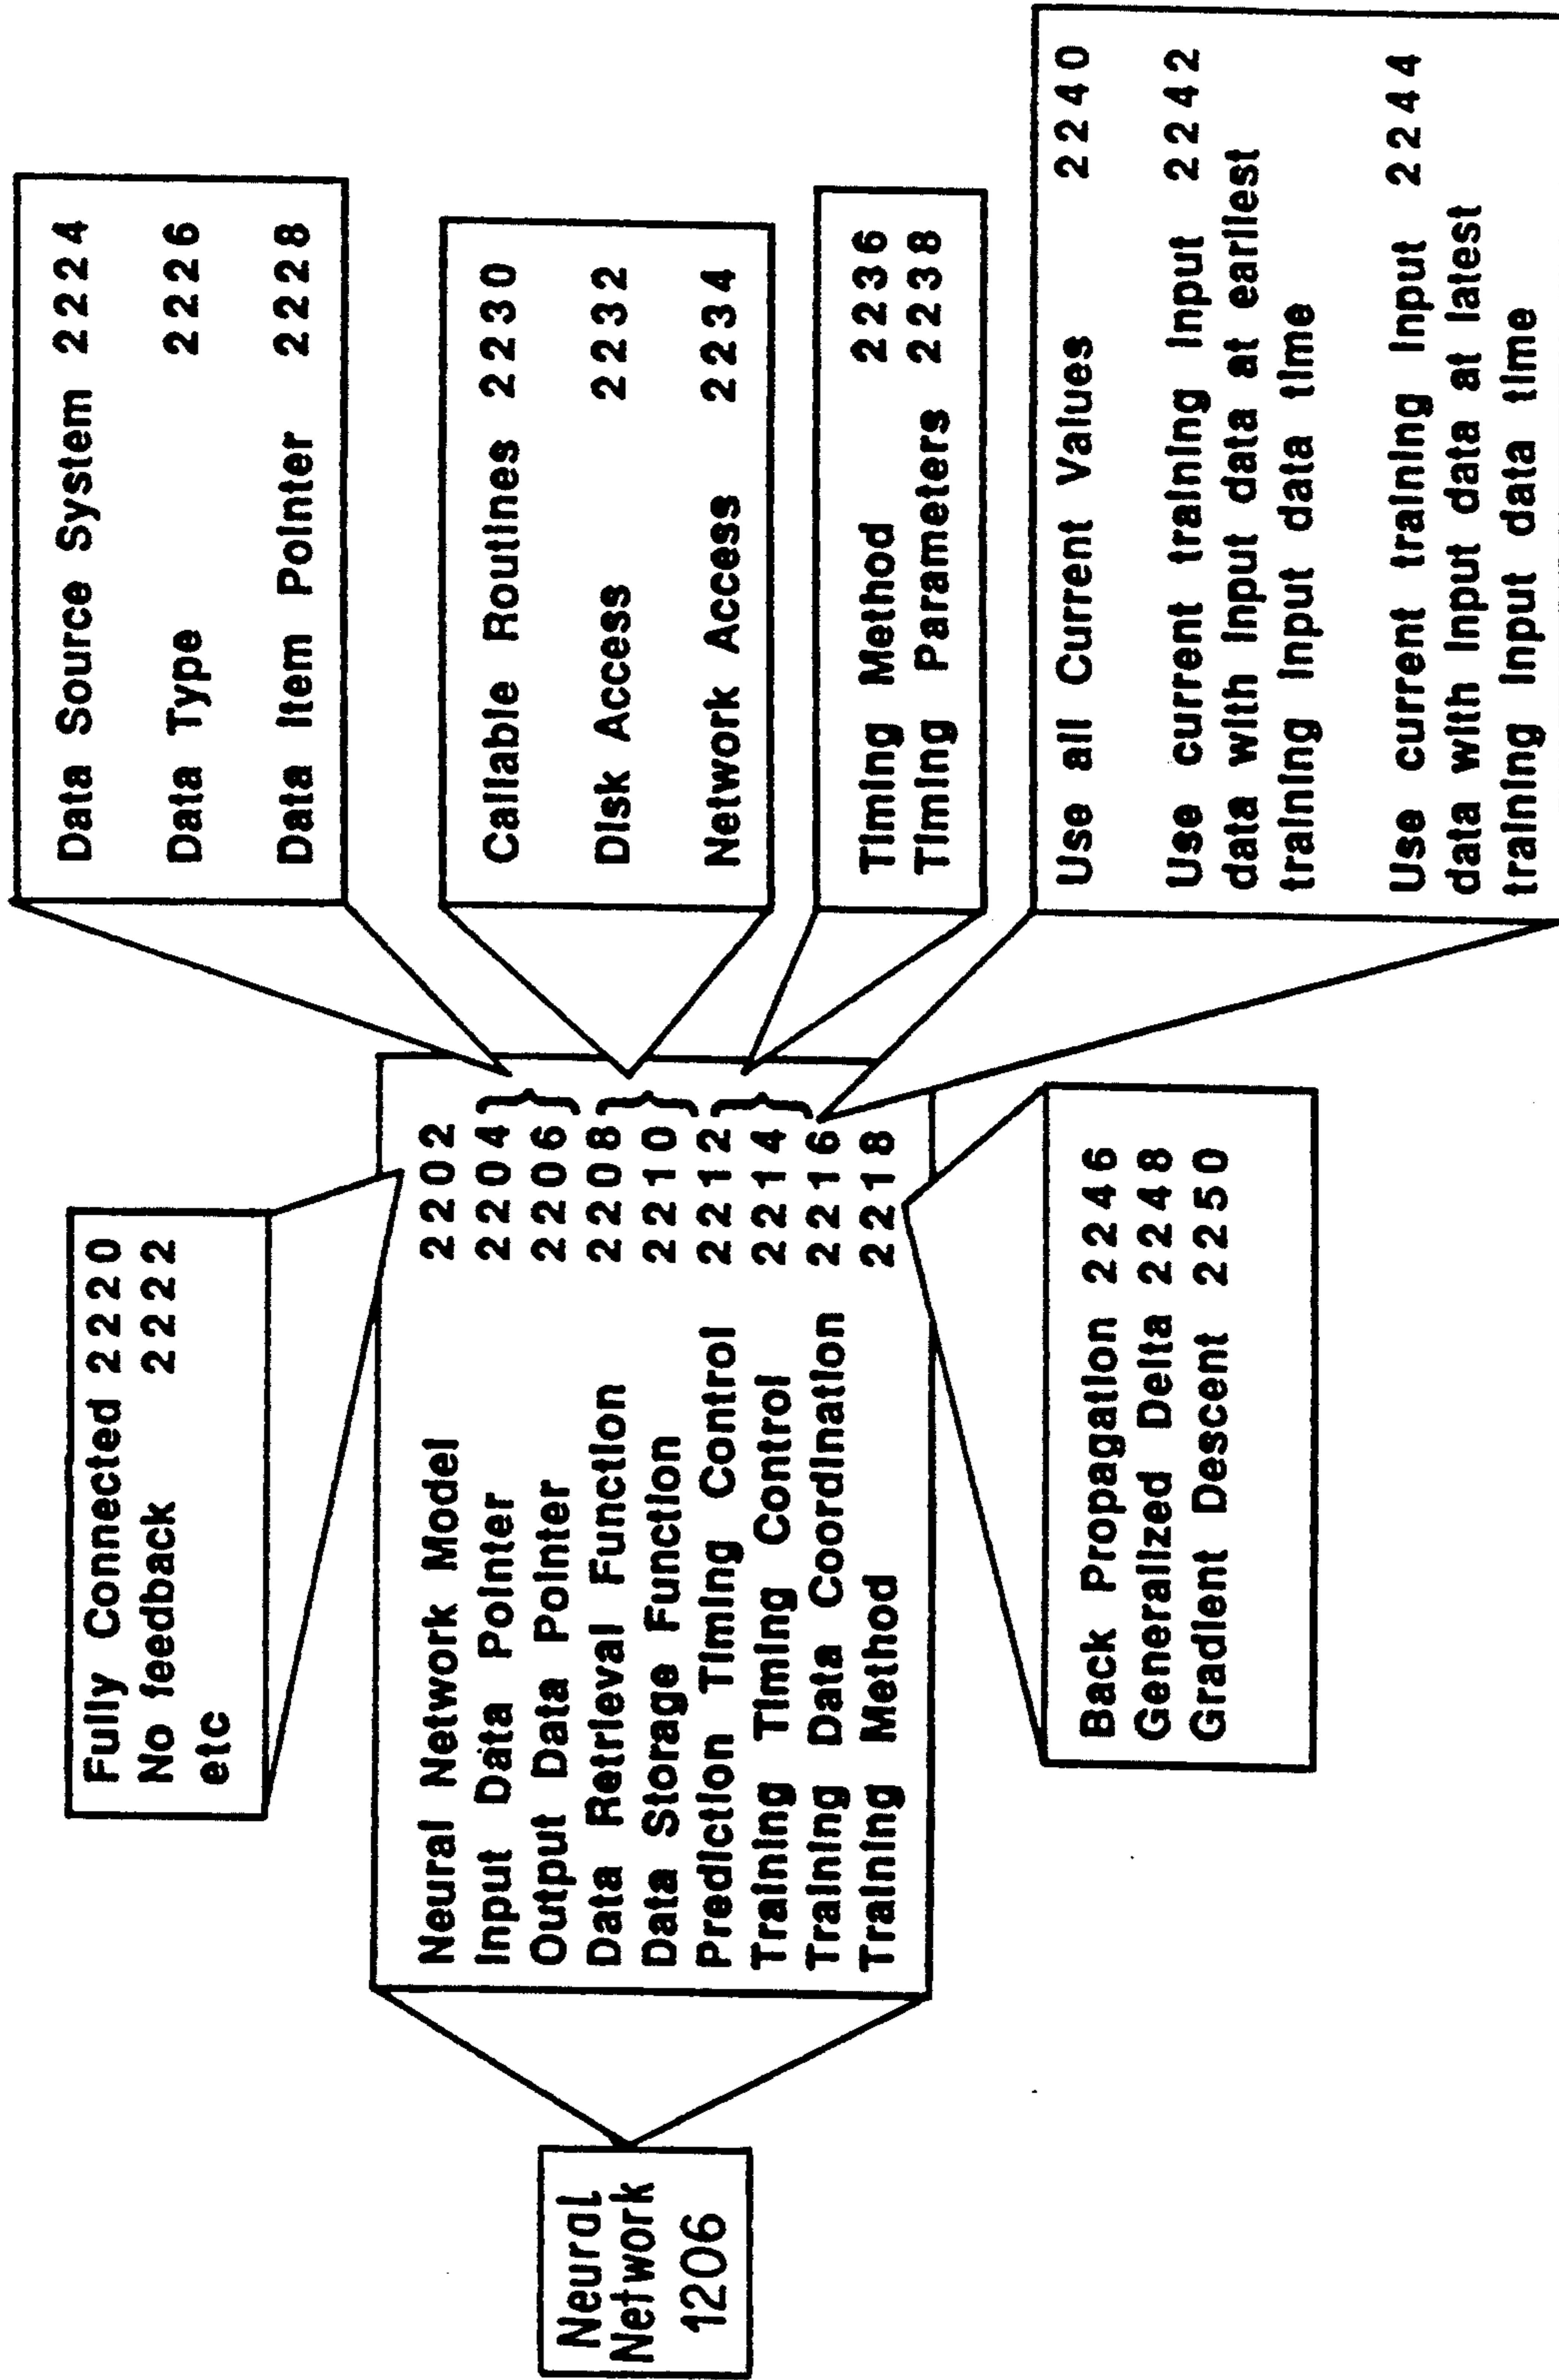 Neural
Network
1206
Fully Connected 2220
No feedback 2222
etc
Neural Network Model 2202
Input Data Pointer 2204
Output Data Pointer 2206
Data Retrieval Function 2208
Data Storage Function 2210
Prediction Timing Control 2212
Training Timing Control 2214
Training Data Coordination 2216
Training Method 2218
Back Propagation 2246
Generalized Delta 2248
Gradient Descent 2250
Data Source System 2224
Data Type 2226
Data Item Pointer 2228
Callable Routines 2230
Disk Access 2232
Network Access 2234
Timing Method 2236
Timing Parameters 2238
Use all Current Values 2240
Use current training Input 2242
data with Input data at earliest
training Input data time
Use current training Input 2244
data with Input data at latest
training Input data time